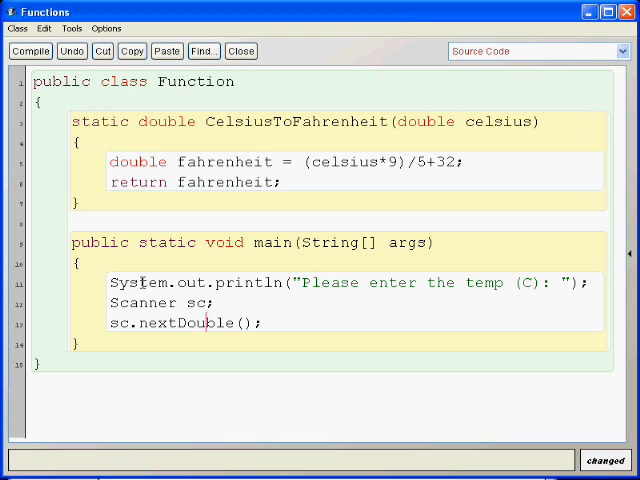 Functions
Class Edit Tools Options
Compile Undo Cut Copy Paste Find... Close Source Code
1 public class Function
2 {
3 static double CelsiusToFahrenheit(double celsius)
4 {
5 double fahrenheit = (celsius*9)/5+32;
6 return fahrenheit;
7 }
8
9 public static void main(String[] args)
10 {
11 System.out.println("Please enter the temp (C): ");
12 Scanner sc;
13 sc.nextDouble();
14 }
15 }
changed